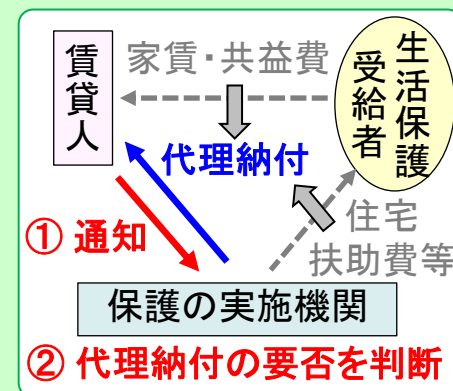 賃貸人
家賃・共益費
生活保護
受給者
代理納付
① 通知
住宅
扶助費等
保護の実施機関
② 代理納付の要否を判断